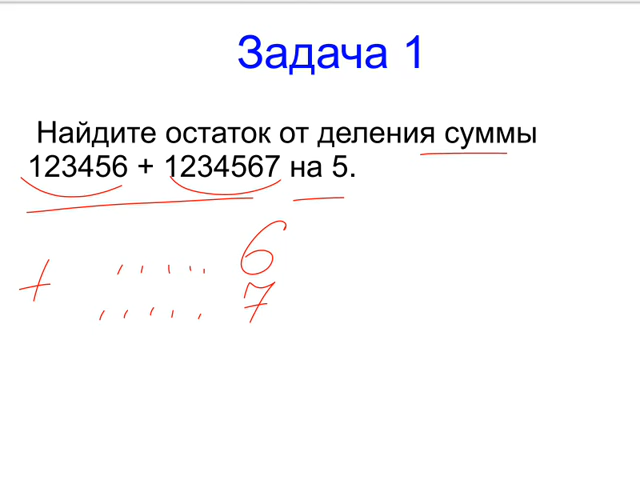 Задача 1
Найдите остаток от деления суммы
123456 + 1234567 на 5.
+ ..... 6
..... 7